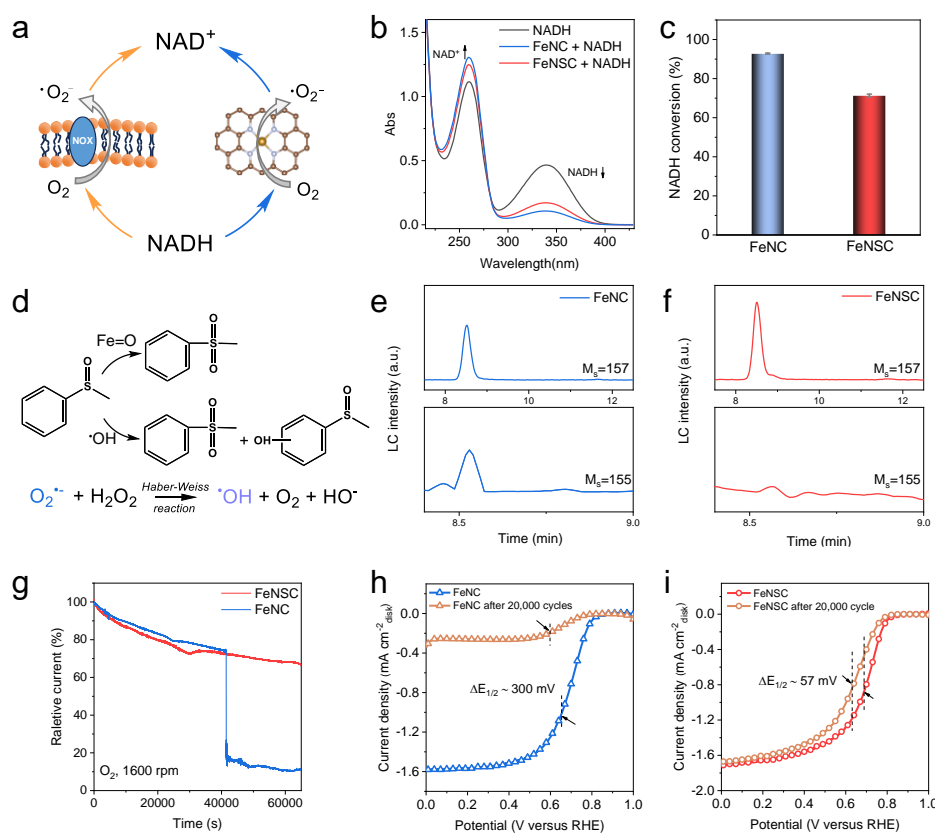 a
NAD⁺
·O₂⁻
·O₂⁻
NOX
O₂
O₂
NADH
b
NADH
FeNC + NADH
FeNSC + NADH
NAD⁺
NADH
Abs
1.5
1.0
0.5
0.0
250 300 350 400
Wavelength(nm)
c
NADH conversion (%)
100
80
60
40
20
0
FeNC FeNSC
d
Fe=O
O
S
O
S
O
·OH
O
S
O
+
OH
O
S
O₂•- + H₂O₂ Haber-Weiss reaction •OH + O₂ + HO⁻
e
FeNC
Mₛ=157
8 9 10 11 12
LC intensity (a.u.)
Mₛ=155
8.5 9.0
Time (min)
f
FeNSC
Mₛ=157
8 9 10 11 12
LC intensity (a.u.)
Mₛ=155
8.5 9.0
Time (min)
g
FeNSC
FeNC
Raletive current (%)
100
80
60
40
20
0
O₂, 1600 rpm
0 20000 40000 60000
Time (s)
h
FeNC
FeNC after 20,000 cycles
ΔE₁/₂ ~ 300 mV
Current density (mA cm⁻²disk)
0.0
-0.4
-0.8
-1.2
-1.6
0.0 0.2 0.4 0.6 0.8 1.0
Potential (V versus RHE)
i
FeNSC
FeNSC after 20,000 cycle
ΔE₁/₂ ~ 57 mV
Current density (mA cm⁻²disk)
0.0
-0.4
-0.8
-1.2
-1.6
-2.0
0.0 0.2 0.4 0.6 0.8 1.0
Potential (V versus RHE)